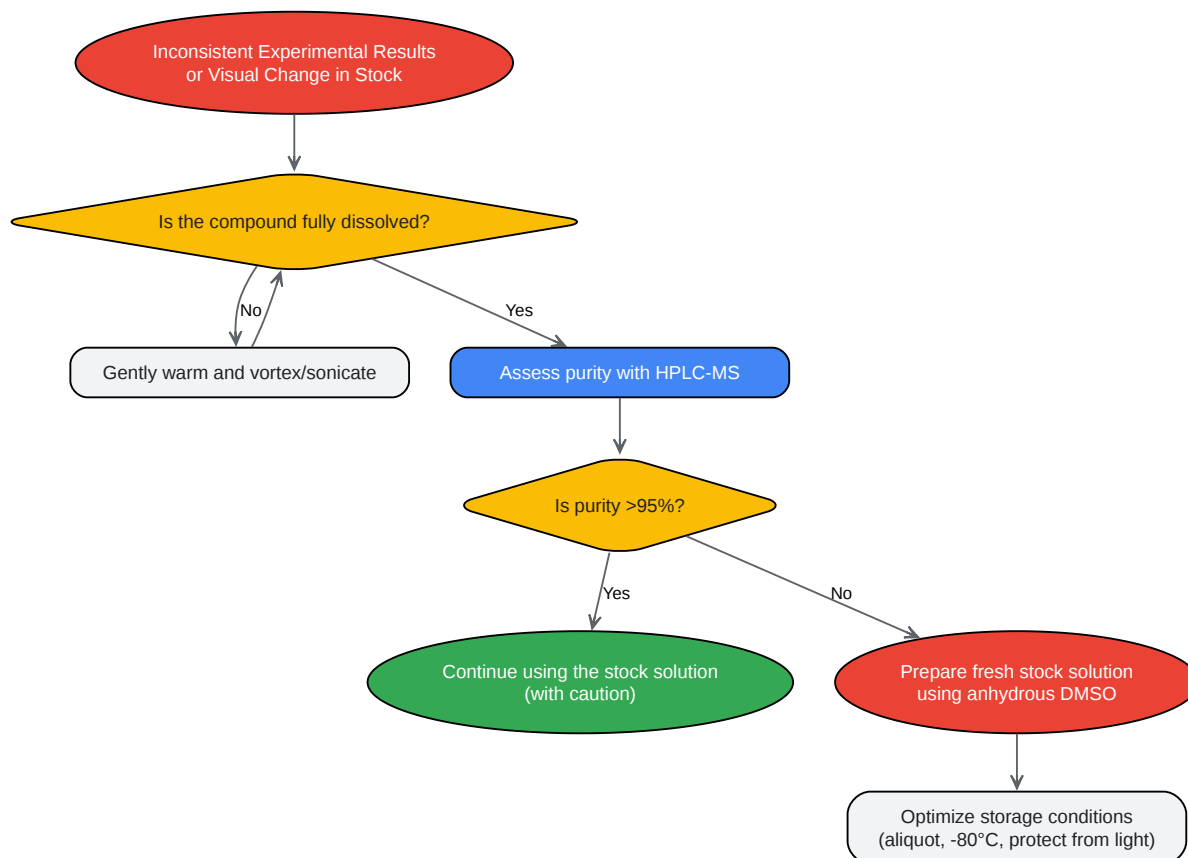 Inconsistent Experimental Results
or Visual Change in Stock
Is the compound fully dissolved?
No
Yes
Gently warm and vortex/sonicate
Assess purity with HPLC-MS
Is purity >95%?
Yes
No
Continue using the stock solution
(with caution)
Prepare fresh stock solution
using anhydrous DMSO
Optimize storage conditions
(aliquot, -80°C, protect from light)